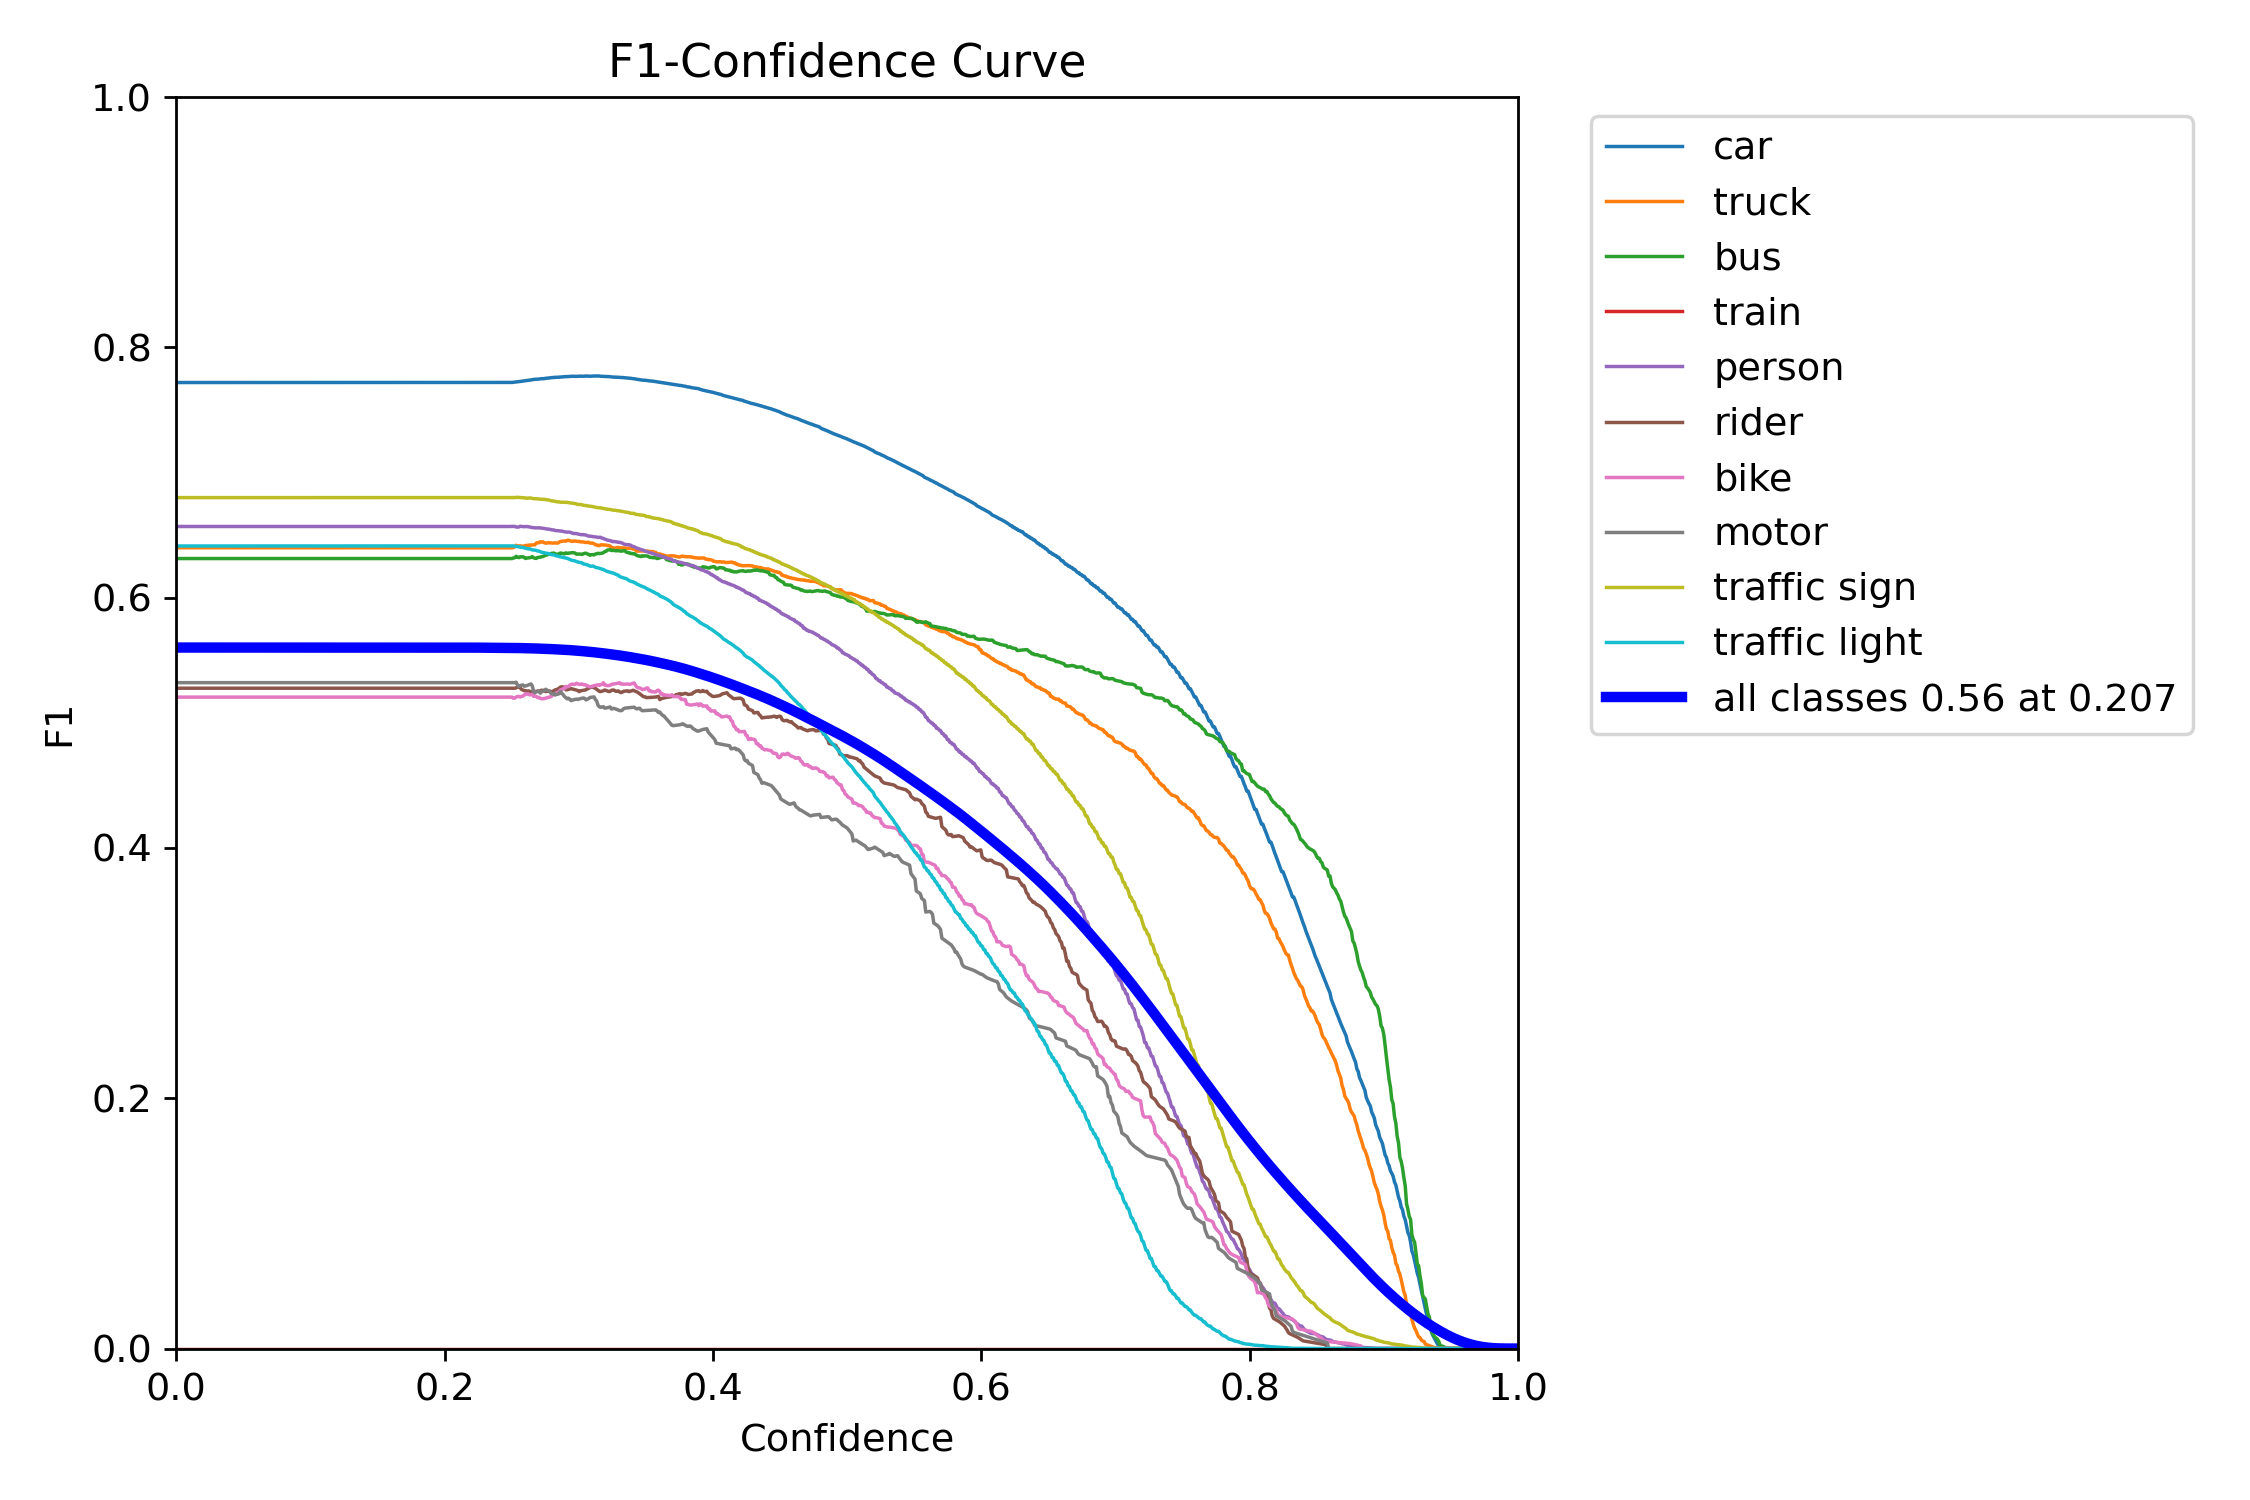 F1-Confidence Curve
1.0
0.8
0.6
0.4
0.2
0.0
F1
0.0 0.2 0.4 0.6 0.8 1.0
Confidence
car
truck
bus
train
person
rider
bike
motor
traffic sign
traffic light
all classes 0.56 at 0.207